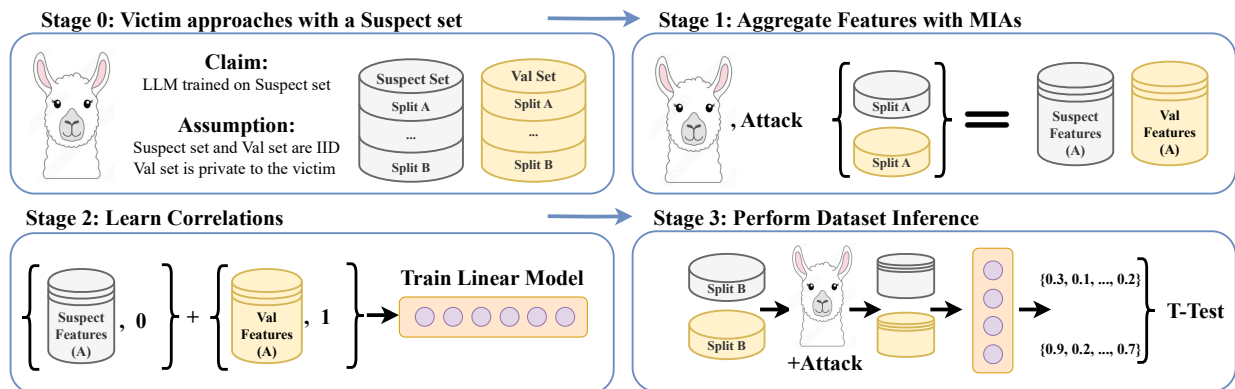 Stage 0: Victim approaches with a Suspect set
Claim:
LLM trained on Suspect set
Assumption:
Suspect set and Val set are IID
Val set is private to the victim
Suspect Set
Split A
...
Split B
Val Set
Split A
...
Split B
Stage 1: Aggregate Features with MIAs
, Attack
{
Split A
Split A
}
=
Suspect
Features
(A)
Val
Features
(A)
Stage 2: Learn Correlations
{
Suspect
Features
(A)
, 0
}
+
{
Val
Features
(A)
, 1
}
Train Linear Model
Stage 3: Perform Dataset Inference
Split B
Split B
+Attack
{0.3, 0.1, ..., 0.2}
{0.9, 0.2, ..., 0.7}
}
T-Test